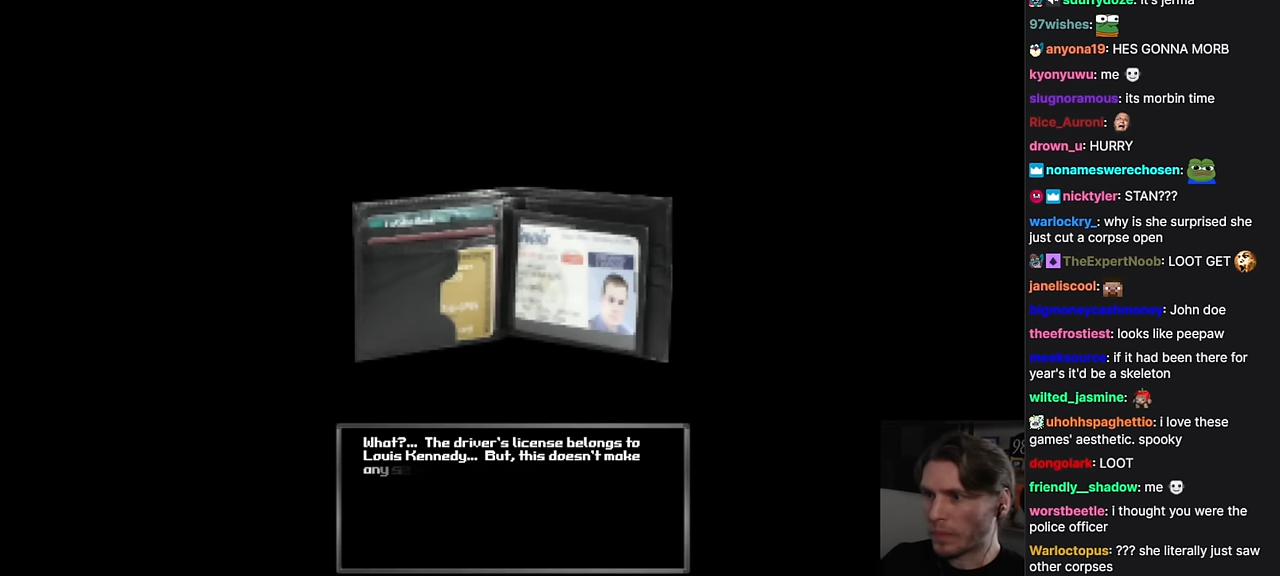 What?... The driver's license belongs to
Louis Kennedy... But, this doesn't make
any se
surryd0ze: it's jerma
97wishes:
anyona19: HES GONNA MORB
kyonyuwu: me
slugnoramous: its morbin time
Rice_Auroni:
drown_u: HURRY
nonameswerechosen:
nicktyler: STAN???
warlockry_: why is she surprised she
just cut a corpse open
TheExpertNoob: LOOT GET
janeliscool:
bigmoneycashmoney: John doe
theefrostiest: looks like peepaw
meeksource: if it had been there for
year's it'd be a skeleton
wilted_jasmine:
uhohhspaghettio: i love these
games' aesthetic. spooky
dongolark: LOOT
friendly__shadow: me
worstbeetle: i thought you were the
police officer
Warloctopus: ??? she literally just saw
other corpses